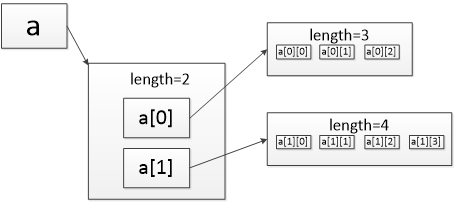 a
length=2
a[0]
a[1]
length=3
a[0][0] a[0][1] a[0][2]
length=4
a[1][0] a[1][1] a[1][2] a[1][3]